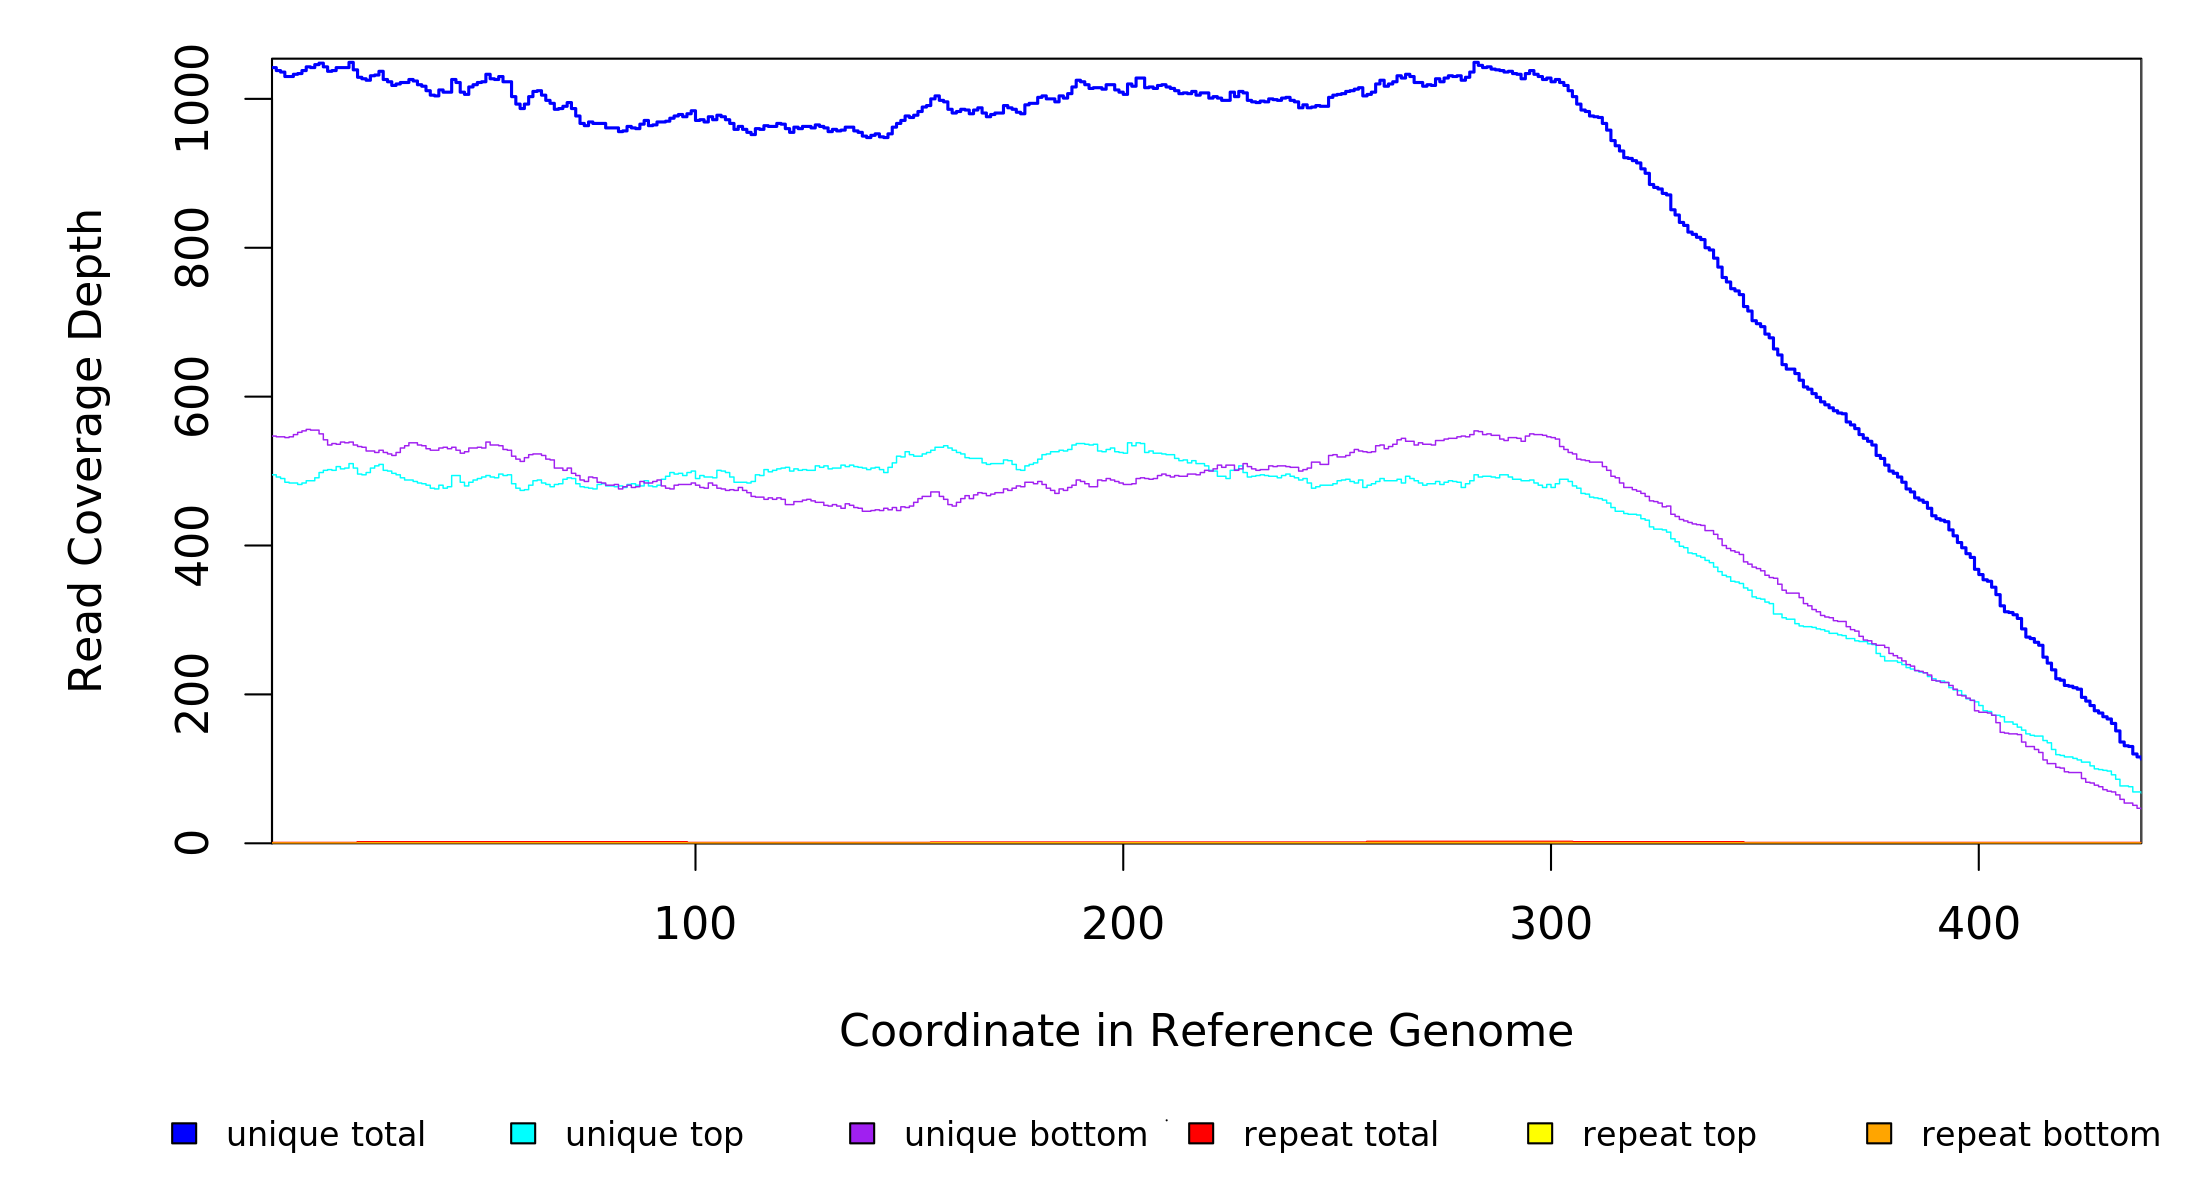 Read Coverage Depth
1000
800
600
400
200
0
100 200 300 400
Coordinate in Reference Genome
unique total unique top unique bottom repeat total repeat top repeat bottom